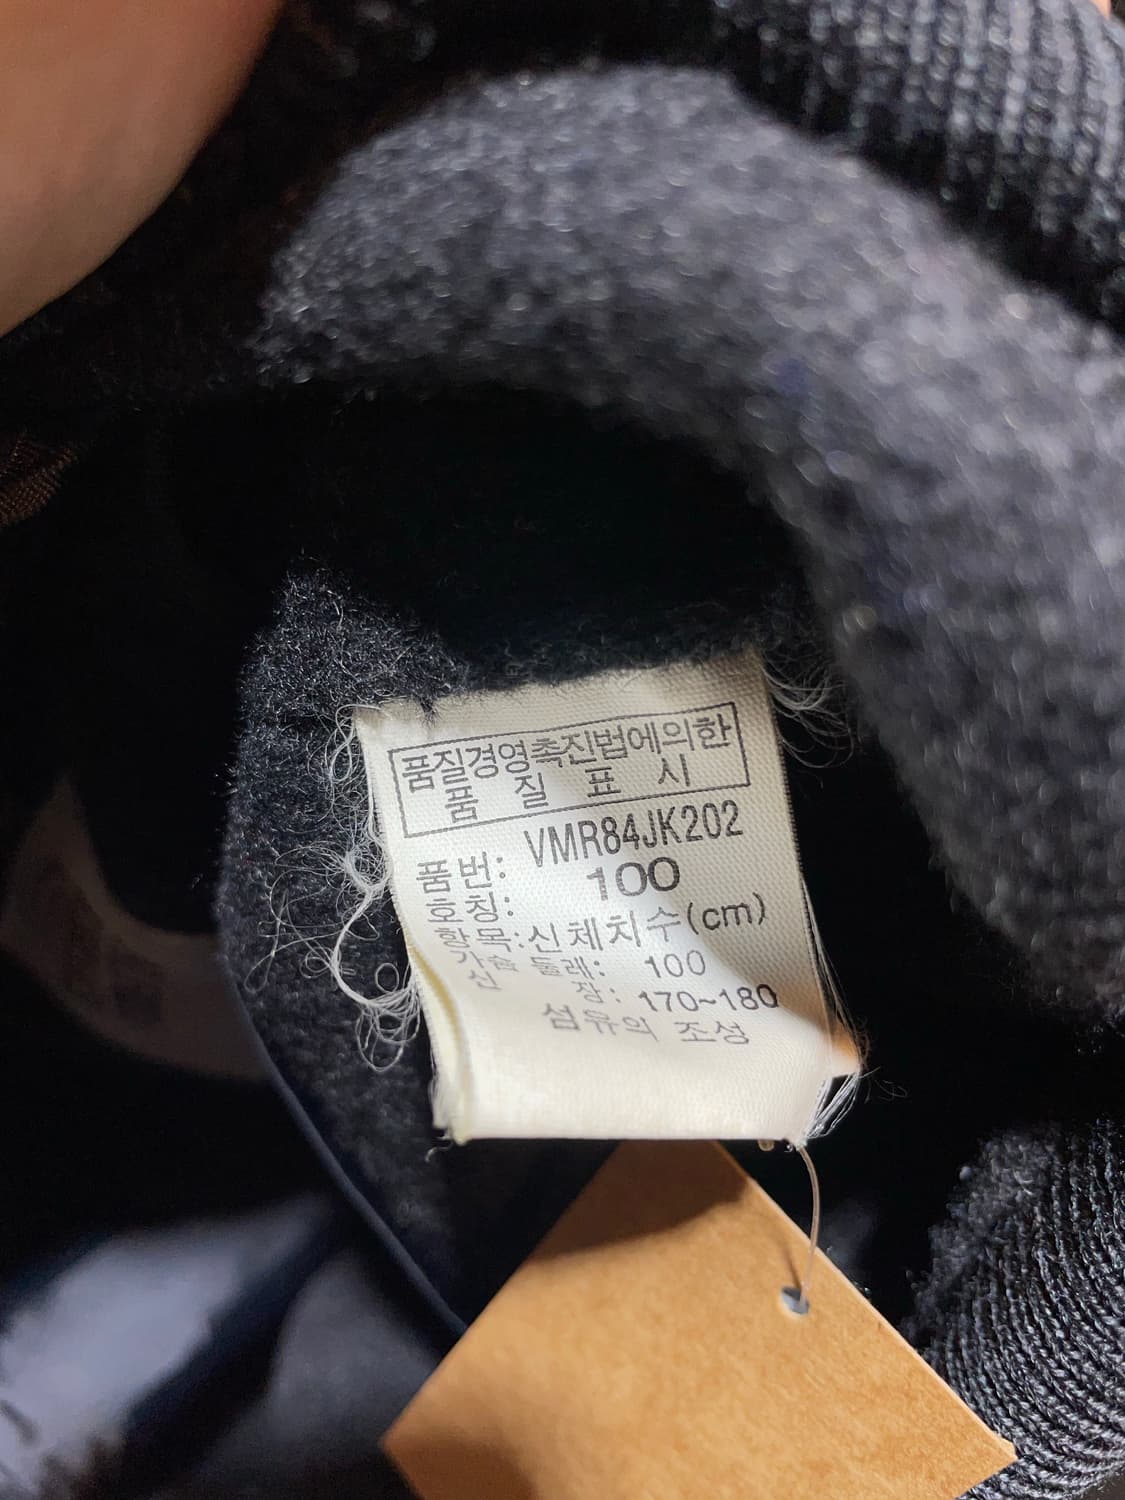 품질경영촉진법에의한
품 질 표 시
품번: VMR84JK202
호칭: 100
항목:신체치수(cm)
가슴 둘레: 100
신 장: 170~180
섬유의 조성